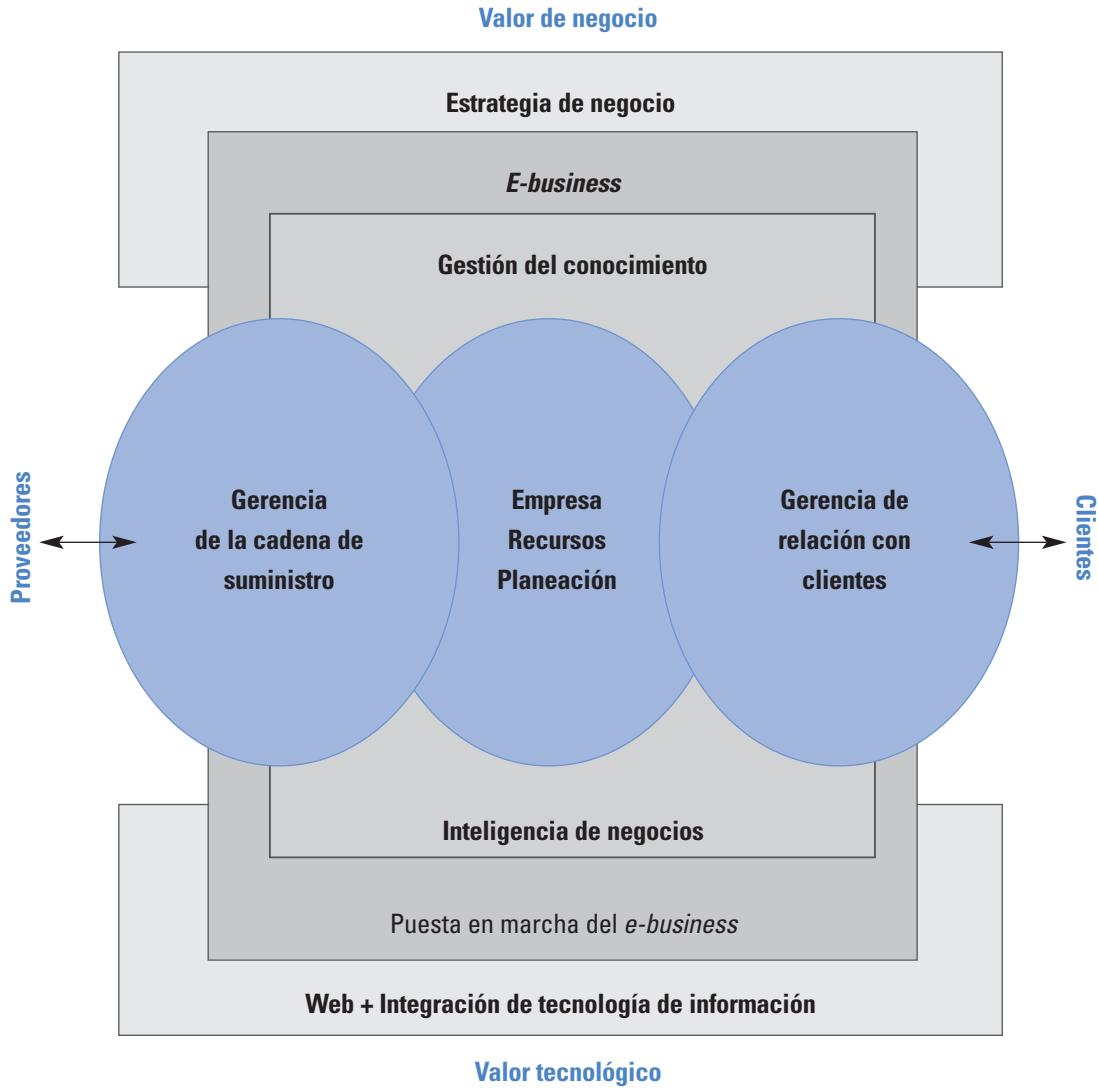 Valor de negocio
Estrategia de negocio
E-business
Gestión del conocimiento
Proveedores
Gerencia
de la cadena de
suministro
Empresa
Recursos
Planeación
Gerencia de
relación con
clientes
Clientes
Inteligencia de negocios
Puesta en marcha del e-business
Web + Integración de tecnología de información
Valor tecnológico